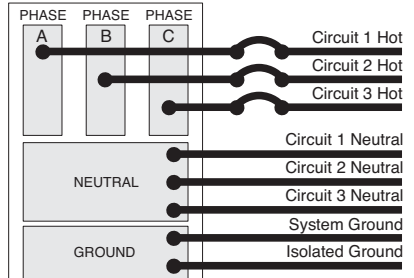 PHASE PHASE PHASE
A B C
Circuit 1 Hot
Circuit 2 Hot
Circuit 3 Hot
Circuit 1 Neutral
Circuit 2 Neutral
NEUTRAL
Circuit 3 Neutral
System Ground
GROUND
Isolated Ground